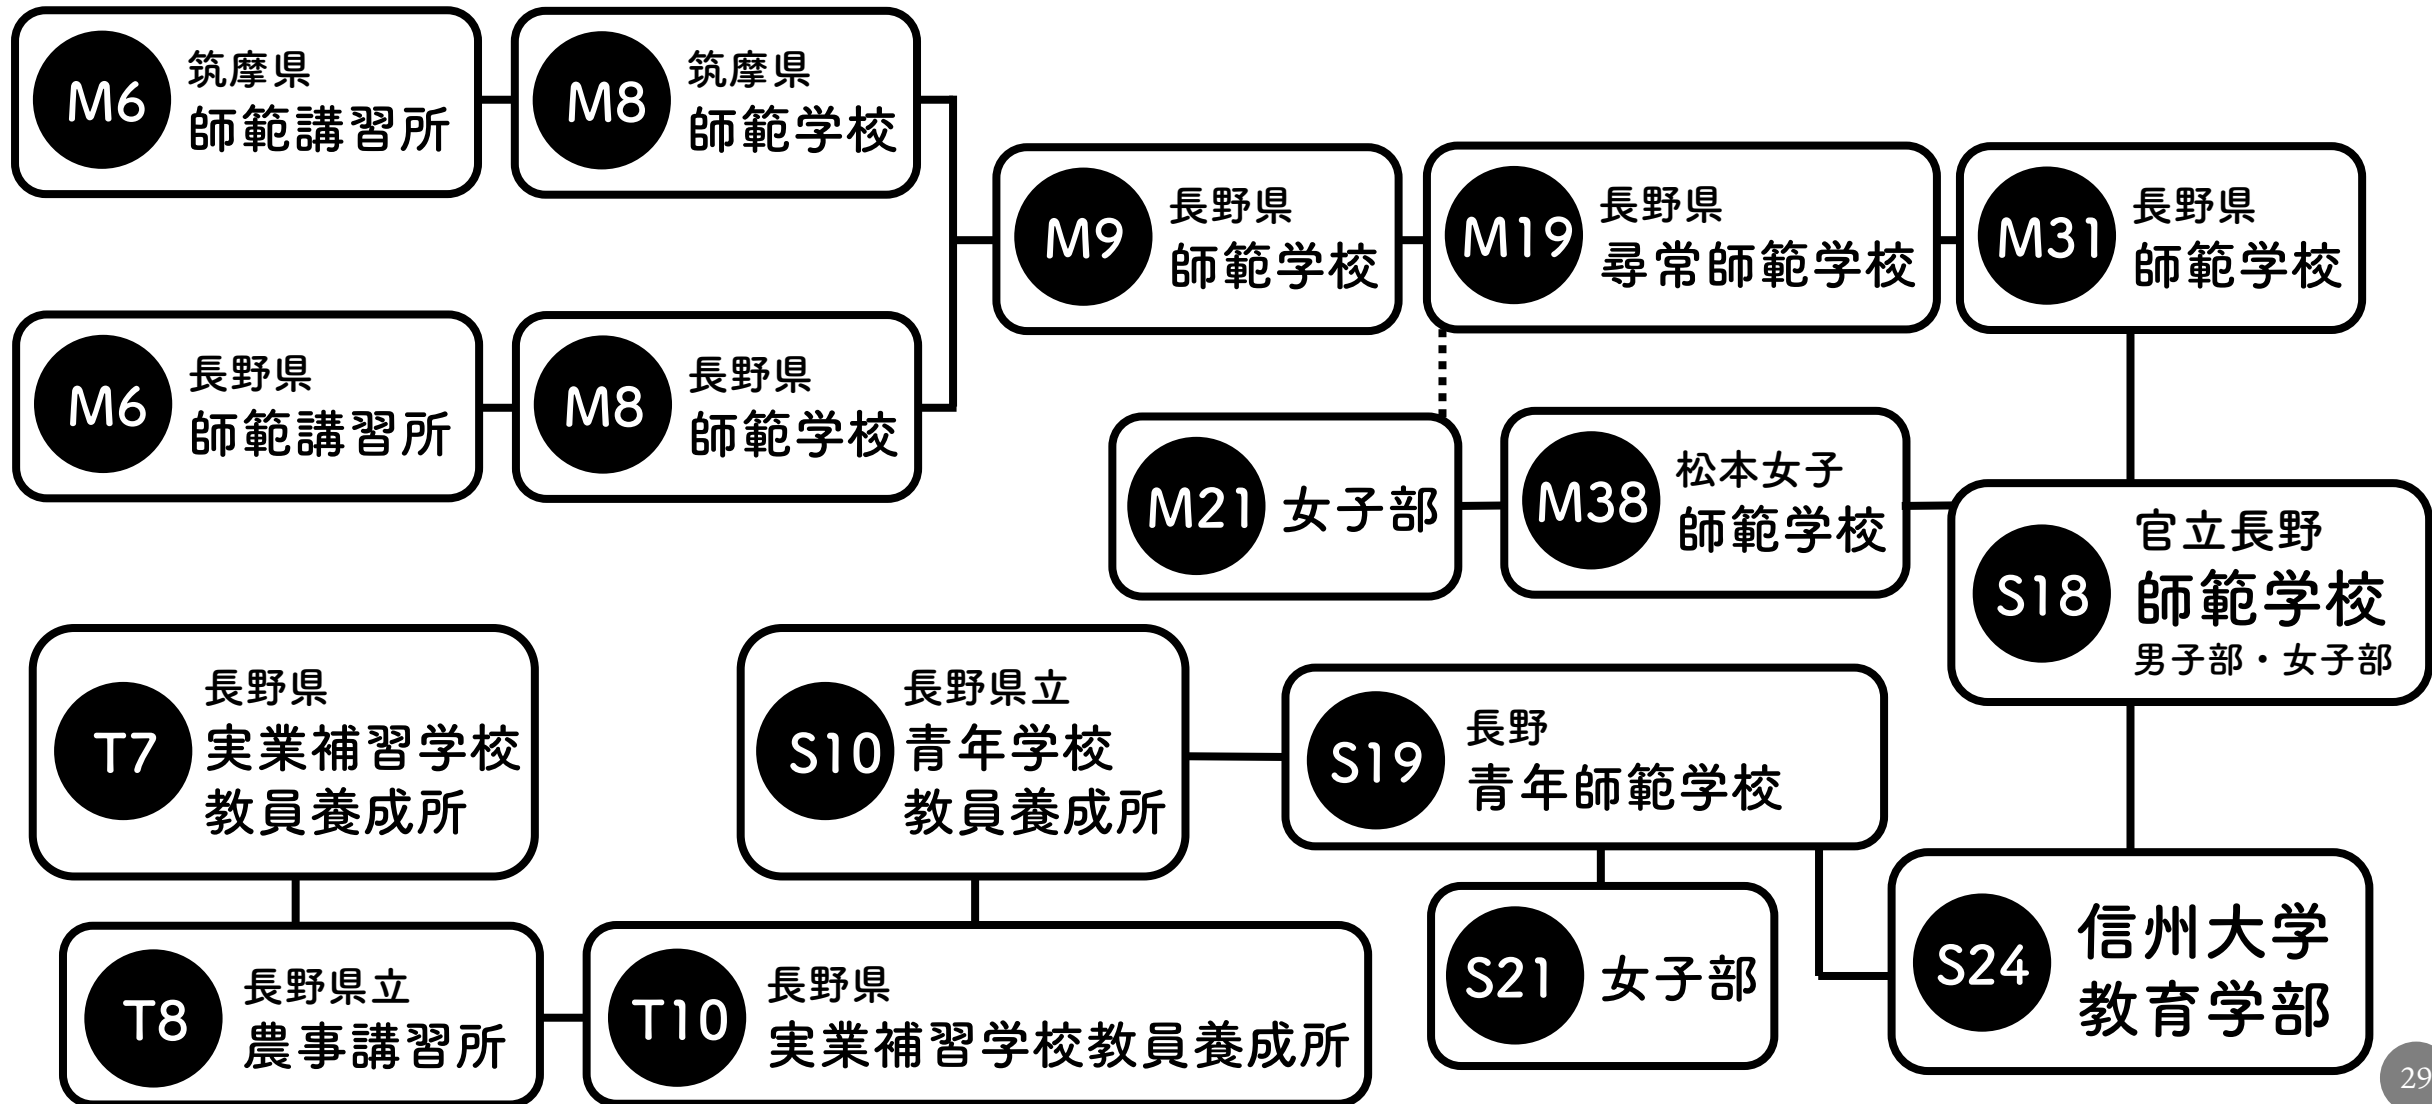 M6
筑摩県
師範講習所
M8
筑摩県
師範学校
M6
長野県
師範講習所
M8
長野県
師範学校
M9
長野県
師範学校
M19
長野県
尋常師範学校
M31
長野県
師範学校
M21
女子部
M38
松本女子
師範学校
S18
官立長野
師範学校
男子部・女子部
T7
長野県
実業補習学校
教員養成所
T8
長野県立
農事講習所
T10
長野県
実業補習学校教員養成所
S10
長野県立
青年学校
教員養成所
S19
長野
青年師範学校
S21
女子部
S24
信州大学
教育学部
29